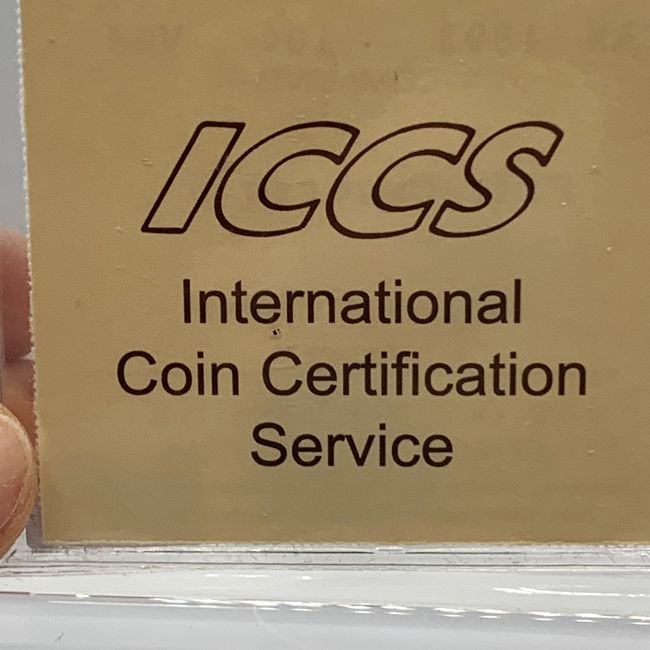 ICCS
International
Coin Certification
Service